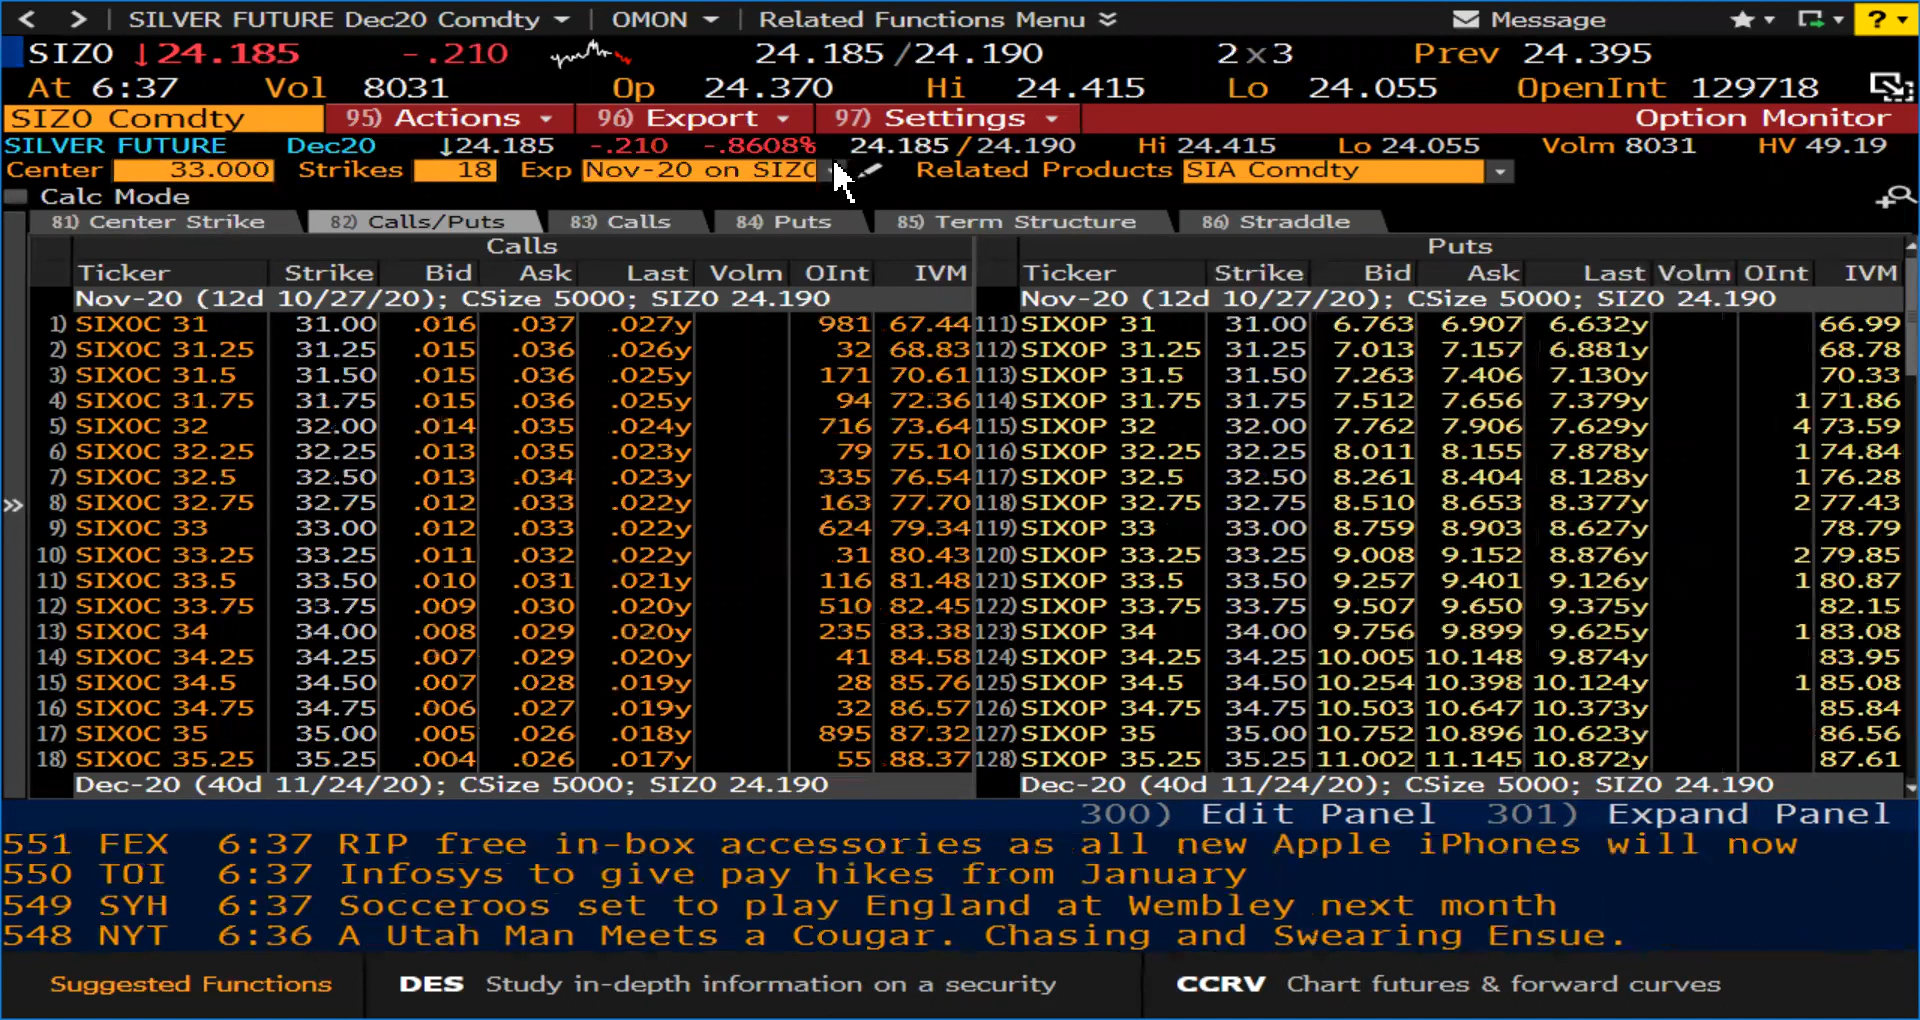 SILVER FUTURE Dec20 Comdty OMON Related Functions Menu Message ?
SIZ0 ↓24.185 -.210 24.185/24.190 2x3 Prev 24.395
At 6:37 Vol 8031 Op 24.370 Hi 24.415 Lo 24.055 OpenInt 129718
SIZ0 Comdty 95) Actions 96) Export 97) Settings Option Monitor
SILVER FUTURE Dec20 ↓24.185 -.210 -.8608% 24.185/24.190 Hi 24.415 Lo 24.055 Volm 8031 HV 49.19
Center 33.000 Strikes 18 Exp Nov-20 on SIZ0 Related Products SIA Comdty
Calc Mode
81) Center Strike 82) Calls/Puts 83) Calls 84) Puts 85) Term Structure 86) Straddle
Calls Puts
Ticker Strike Bid Ask Last Volm OInt IVM Ticker Strike Bid Ask Last Volm OInt IVM
Nov-20 (12d 10/27/20); CSize 5000; SIZ0 24.190 Nov-20 (12d 10/27/20); CSize 5000; SIZ0 24.190
1) SIX0C 31 31.00 .016 .037 .027y 981 67.44 111) SIX0P 31 31.00 6.763 6.907 6.632y 66.99
2) SIX0C 31.25 31.25 .015 .036 .026y 32 68.83 112) SIX0P 31.25 31.25 7.013 7.157 6.881y 68.78
3) SIX0C 31.5 31.50 .015 .036 .025y 171 70.61 113) SIX0P 31.5 31.50 7.263 7.406 7.130y 70.33
4) SIX0C 31.75 31.75 .015 .036 .025y 94 72.36 114) SIX0P 31.75 31.75 7.512 7.656 7.379y 1 71.86
5) SIX0C 32 32.00 .014 .035 .024y 716 73.64 115) SIX0P 32 32.00 7.762 7.906 7.629y 4 73.59
6) SIX0C 32.25 32.25 .013 .035 .023y 79 75.10 116) SIX0P 32.25 32.25 8.011 8.155 7.878y 1 74.84
7) SIX0C 32.5 32.50 .013 .034 .023y 335 76.54 117) SIX0P 32.5 32.50 8.261 8.404 8.128y 1 76.28
8) SIX0C 32.75 32.75 .012 .033 .022y 163 77.70 118) SIX0P 32.75 32.75 8.510 8.653 8.377y 2 77.43
9) SIX0C 33 33.00 .012 .033 .022y 624 79.34 119) SIX0P 33 33.00 8.759 8.903 8.627y 78.79
10) SIX0C 33.25 33.25 .011 .032 .022y 31 80.43 120) SIX0P 33.25 33.25 9.008 9.152 8.876y 2 79.85
11) SIX0C 33.5 33.50 .010 .031 .021y 116 81.48 121) SIX0P 33.5 33.50 9.257 9.401 9.126y 1 80.87
12) SIX0C 33.75 33.75 .009 .030 .020y 510 82.45 122) SIX0P 33.75 33.75 9.507 9.650 9.375y 82.15
13) SIX0C 34 34.00 .008 .029 .020y 235 83.38 123) SIX0P 34 34.00 9.756 9.899 9.625y 1 83.08
14) SIX0C 34.25 34.25 .007 .029 .020y 41 84.58 124) SIX0P 34.25 34.25 10.005 10.148 9.874y 83.95
15) SIX0C 34.5 34.50 .007 .028 .019y 28 85.76 125) SIX0P 34.5 34.50 10.254 10.398 10.124y 1 85.08
16) SIX0C 34.75 34.75 .006 .027 .019y 32 86.57 126) SIX0P 34.75 34.75 10.503 10.647 10.373y 85.84
17) SIX0C 35 35.00 .005 .026 .018y 895 87.32 127) SIX0P 35 35.00 10.752 10.896 10.623y 86.56
18) SIX0C 35.25 35.25 .004 .026 .017y 55 88.37 128) SIX0P 35.25 35.25 11.002 11.145 10.872y 87.61
Dec-20 (40d 11/24/20); CSize 5000; SIZ0 24.190 Dec-20 (40d 11/24/20); CSize 5000; SIZ0 24.190
300) Edit Panel 301) Expand Panel
551 FEX 6:37 RIP free in-box accessories as all new Apple iPhones will now
550 TOI 6:37 Infosys to give pay hikes from January
549 SYH 6:37 Socceroos set to play England at Wembley next month
548 NYT 6:36 A Utah Man Meets a Cougar. Chasing and Swearing Ensue.
Suggested Functions DES Study in-depth information on a security CCRV Chart futures & forward curves